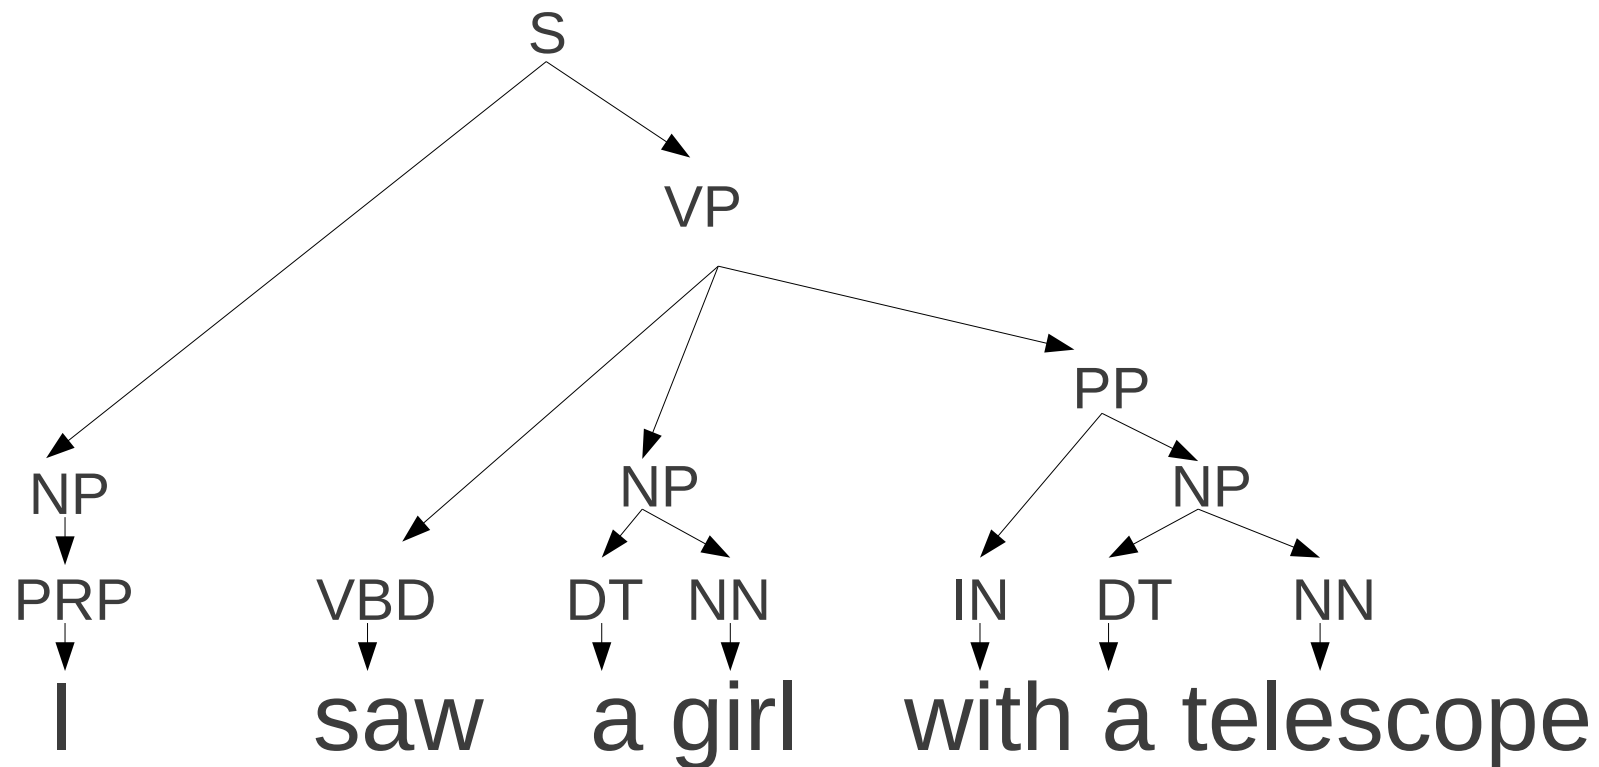 S
VP
PP
NP NP NP
PRP VBD DT NN IN DT NN
I saw a girl with a telescope